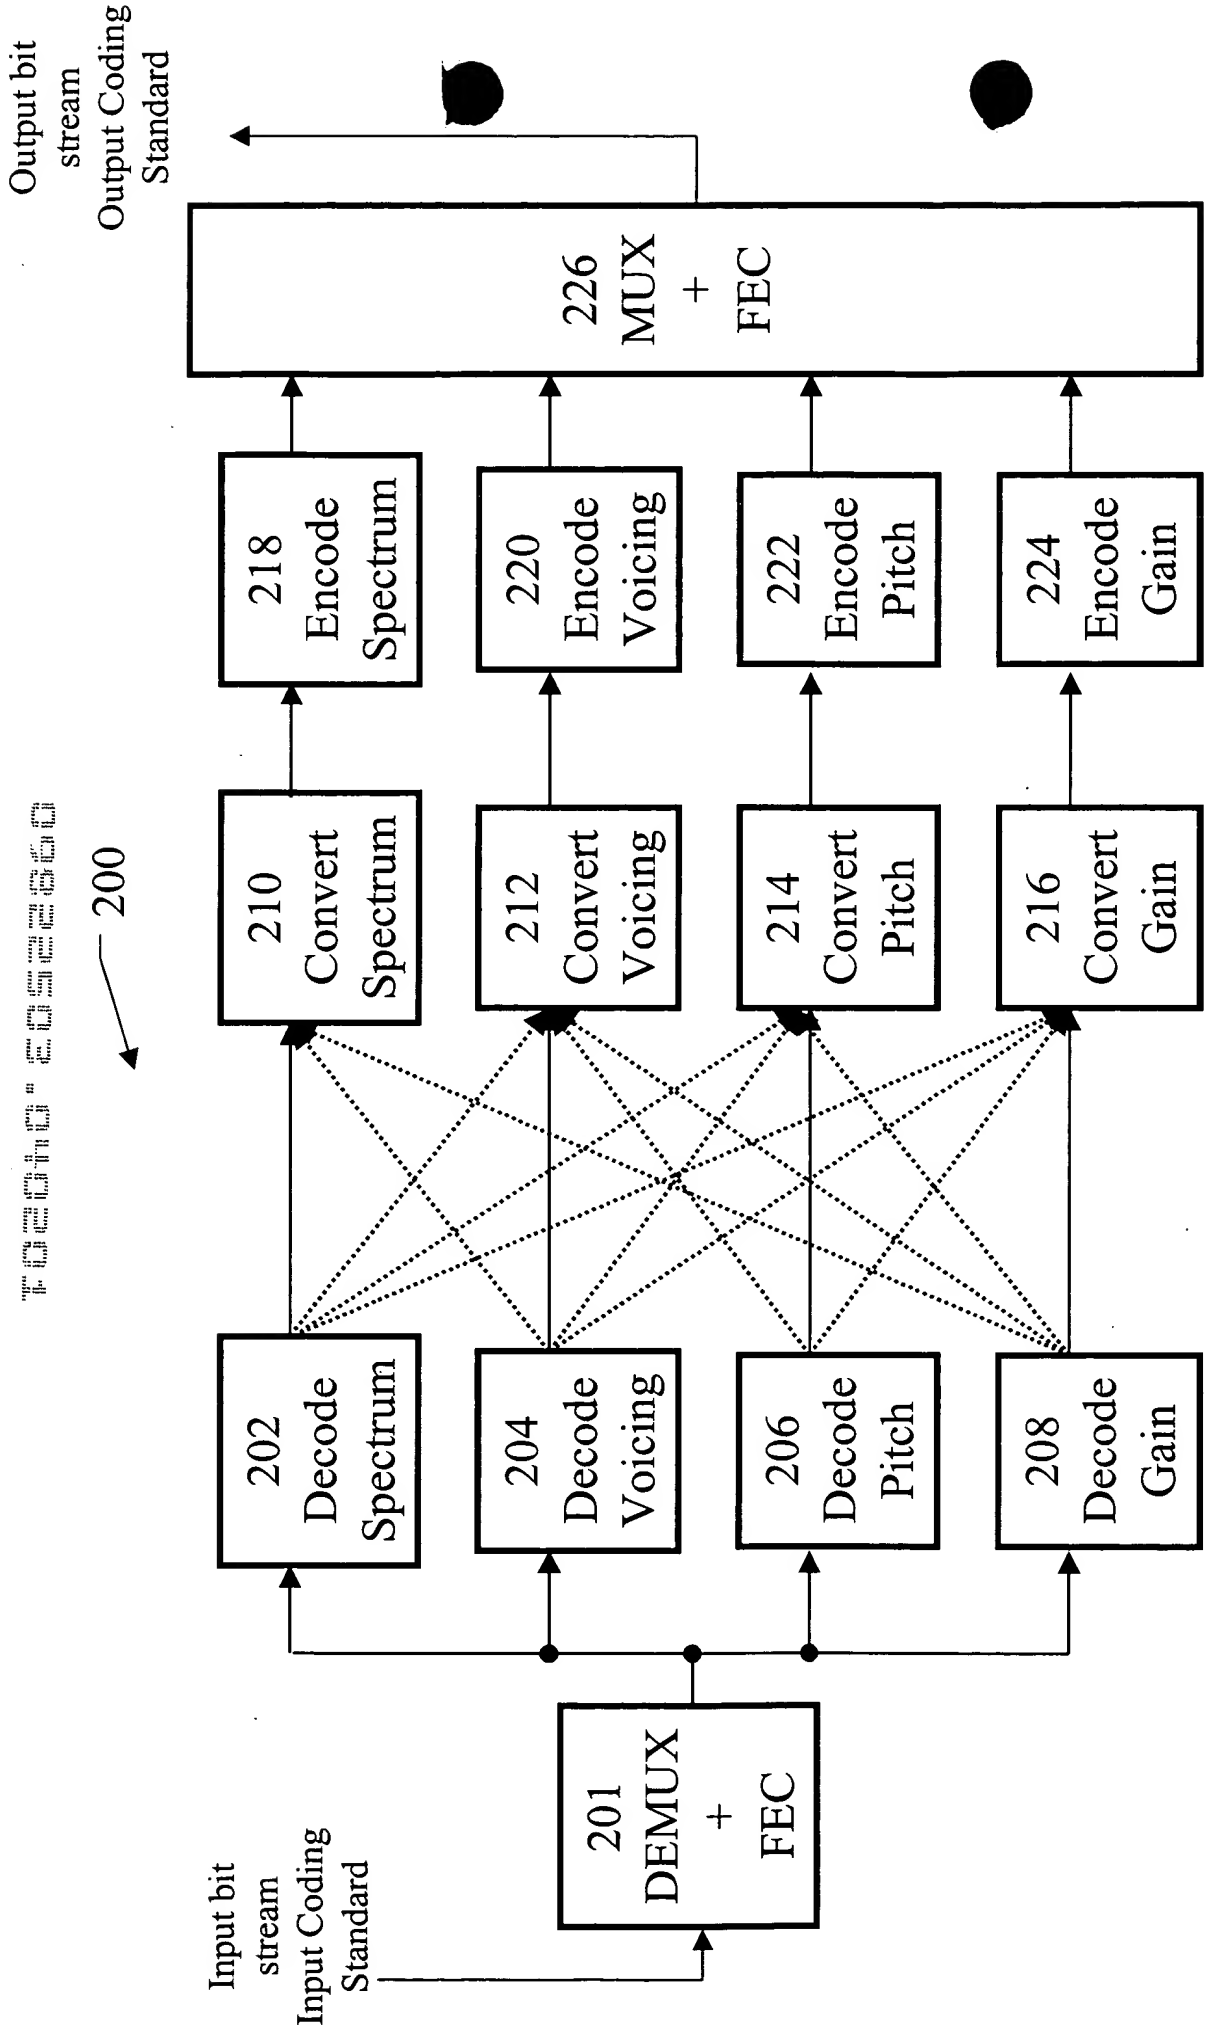 200
Input bit
stream
Input Coding
Standard
201
DEMUX
+
FEC
202
Decode
Spectrum
204
Decode
Voicing
206
Decode
Pitch
208
Decode
Gain
210
Convert
Spectrum
212
Convert
Voicing
214
Convert
Pitch
216
Convert
Gain
218
Encode
Spectrum
220
Encode
Voicing
222
Encode
Pitch
224
Encode
Gain
226
MUX
+
FEC
Output bit
stream
Output Coding
Standard